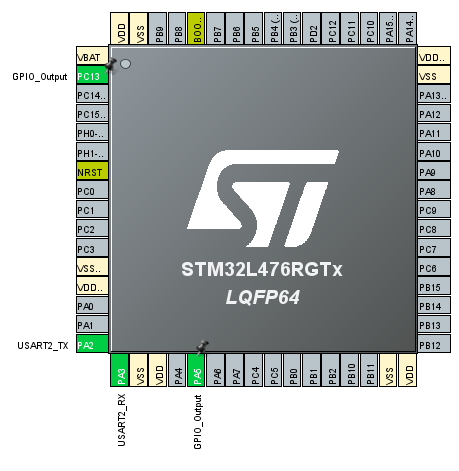 VDD
VSS
PB9
PB8
BOO..
PB7
PB6
PB5
PB4 (..
PB3 (..
PD2
PC12
PC11
PC10
PA15..
PA14..
VBAT
GPIO_Output PC13
PC14..
PC15..
PH0-..
PH1-..
NRST
PC0
PC1
PC2
PC3
VSS..
VDD..
PA0
PA1
USART2_TX PA2
VDD..
VSS
PA13..
PA12
PA11
PA10
PA9
PA8
PC9
PC8
PC7
PC6
PB15
PB14
PB13
PB12
ST
STM32L476RGTx
LQFP64
PA3
VSS
VDD
PA4
PA5
PA6
PA7
PC4
PC5
PB0
PB1
PB2
PB10
PB11
VSS
VDD
USART2_RX
GPIO_Output